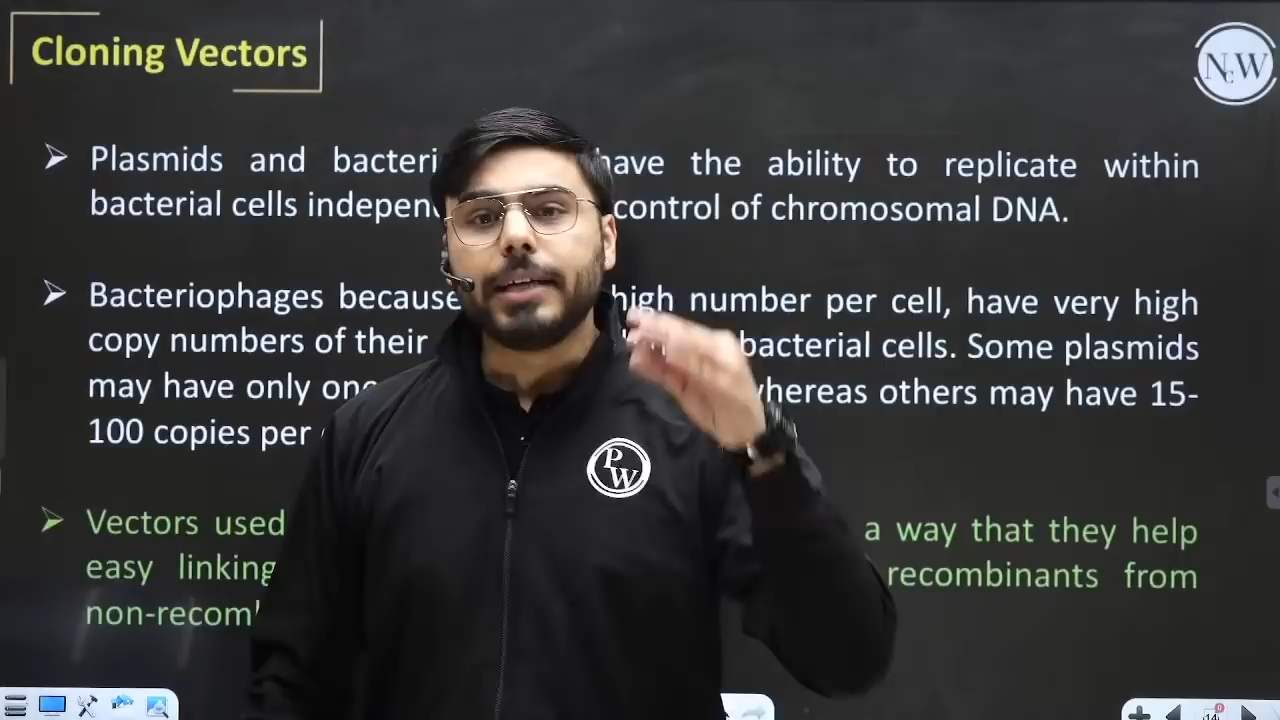 Cloning Vectors
NcW
Plasmids and bacteri have the ability to replicate within
bacterial cells indepen control of chromosomal DNA.
Bacteriophages because high number per cell, have very high
copy numbers of their bacterial cells. Some plasmids
may have only one whereas others may have 15-
100 copies per
PW
Vectors used a way that they help
easy linking recombinants from
non-recom